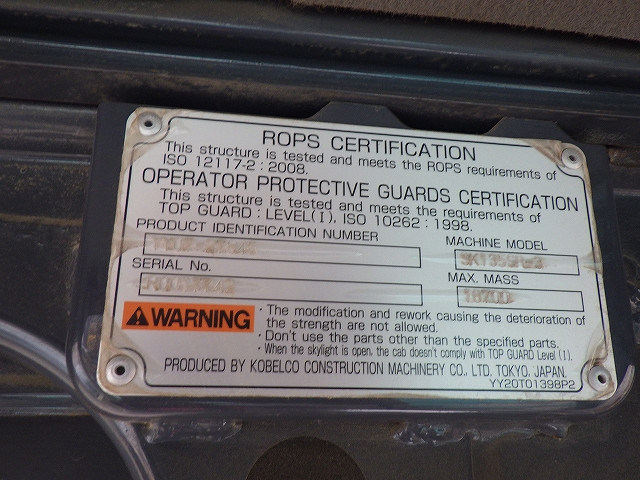 ROPS CERTIFICATION
This structure is tested and meets the ROPS requirements of
ISO 12117-2 : 2008.
OPERATOR PROTECTIVE GUARDS CERTIFICATION
This structure is tested and meets the requirements of
TOP GUARD : LEVEL(Ⅰ), ISO 10262 : 1998.
PRODUCT IDENTIFICATION NUMBER
MACHINE MODEL
SERIAL No.
MAX. MASS
WARNING
・The modification and rework causing the deterioration of
the strength are not allowed.
・Don't use the parts other than the specified parts.
・When the skylight is open, the cab doesn't comply with TOP GUARD Level (Ⅰ).
PRODUCED BY KOBELCO CONSTRUCTION MACHINERY CO., LTD. TOKYO, JAPAN.
YY20T01398P2